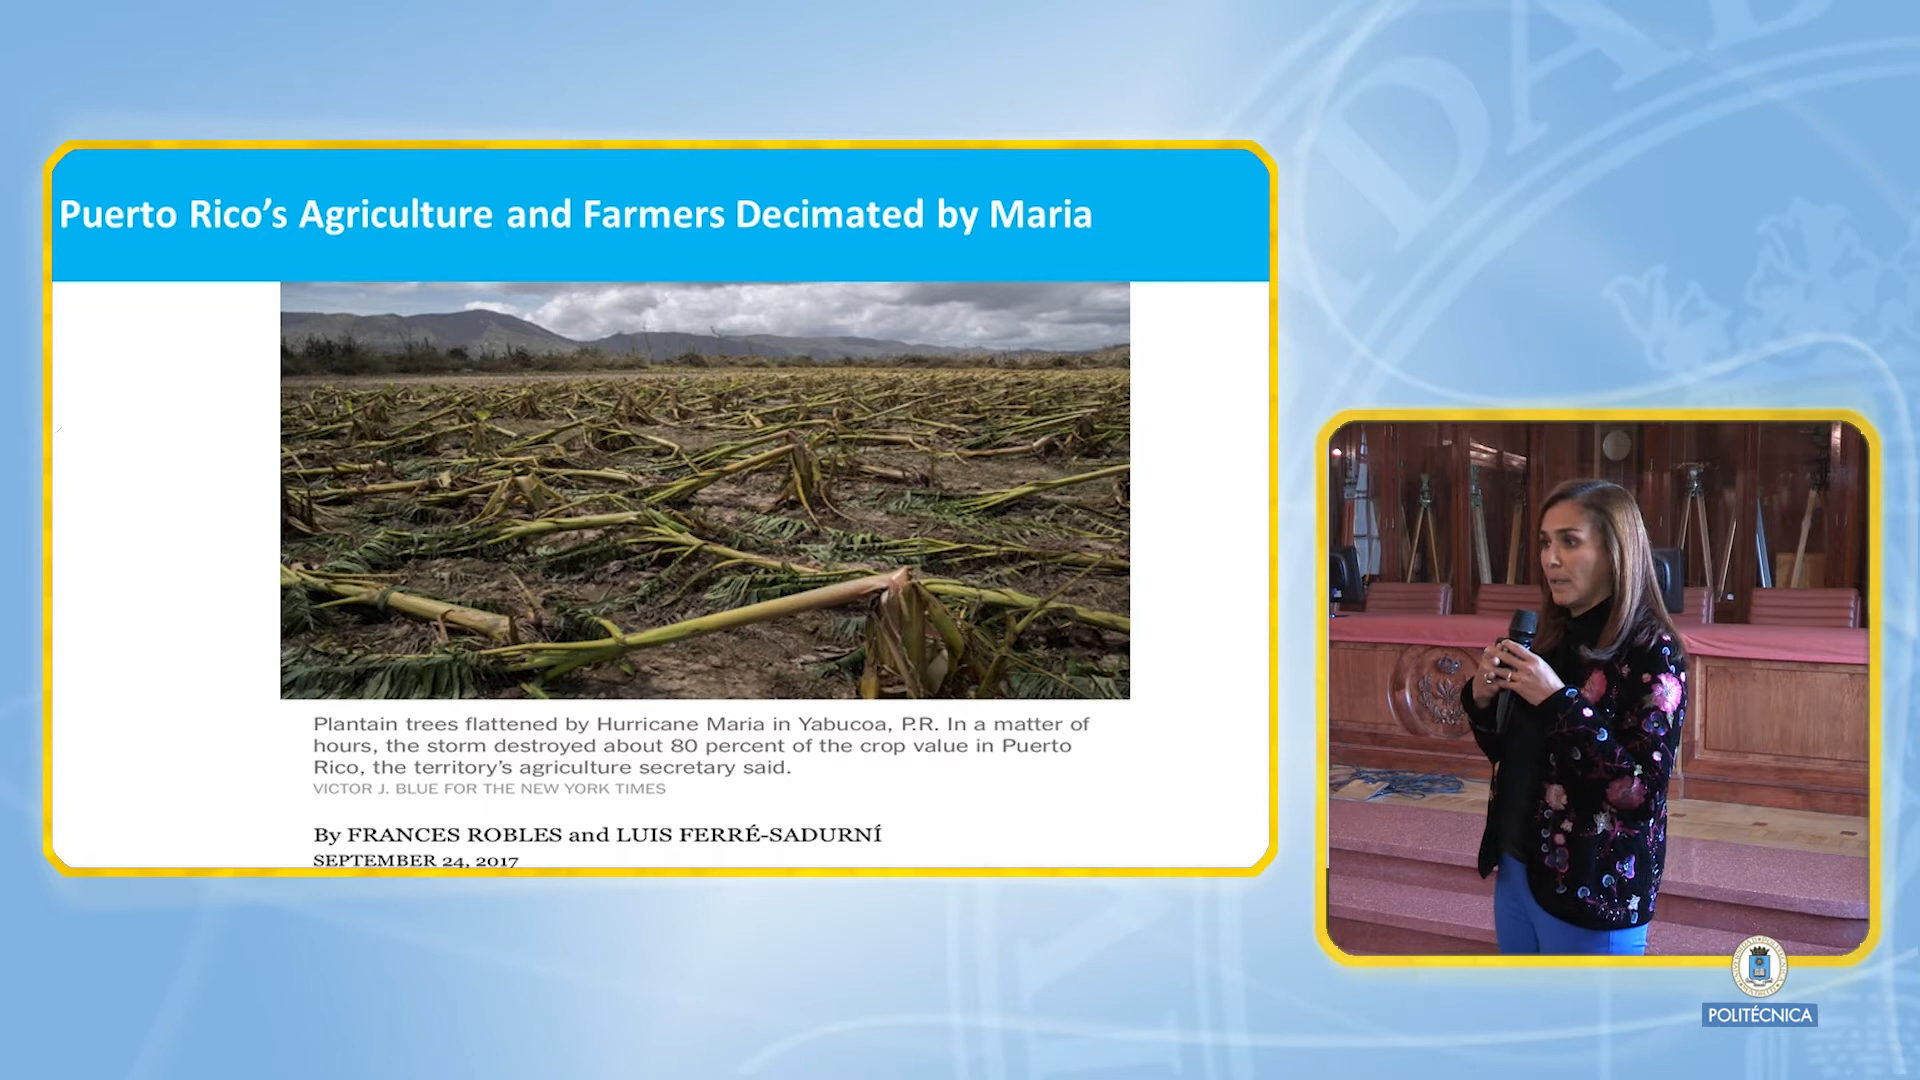 Puerto Rico's Agriculture and Farmers Decimated by Maria
Plantain trees flattened by Hurricane Maria in Yabucoa, P.R. In a matter of
hours, the storm destroyed about 80 percent of the crop value in Puerto
Rico, the territory's agriculture secretary said.
VICTOR J. BLUE FOR THE NEW YORK TIMES
By FRANCES ROBLES and LUIS FERRÉ-SADURNÍ
SEPTEMBER 24, 2017
POLITÉCNICA